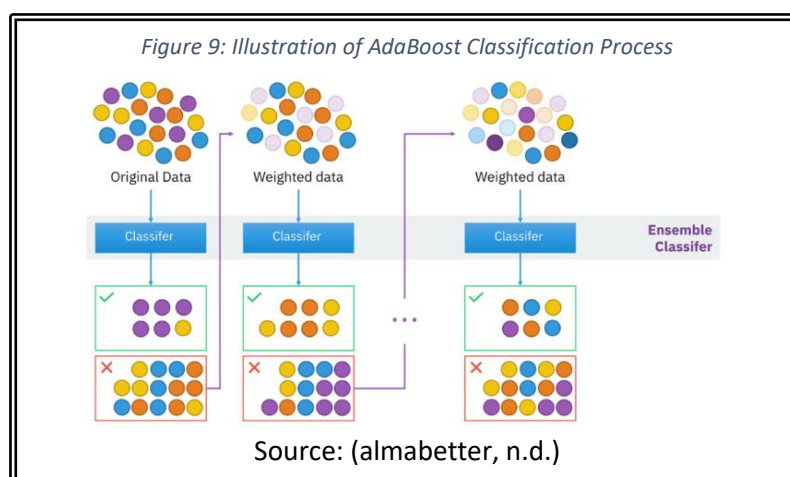 Figure 9: Illustration of AdaBoost Classification Process
Original Data
Weighted data
Weighted data
Classifer
Classifer
Classifer
Ensemble
Classifer
...
Source: (almabetter, n.d.)